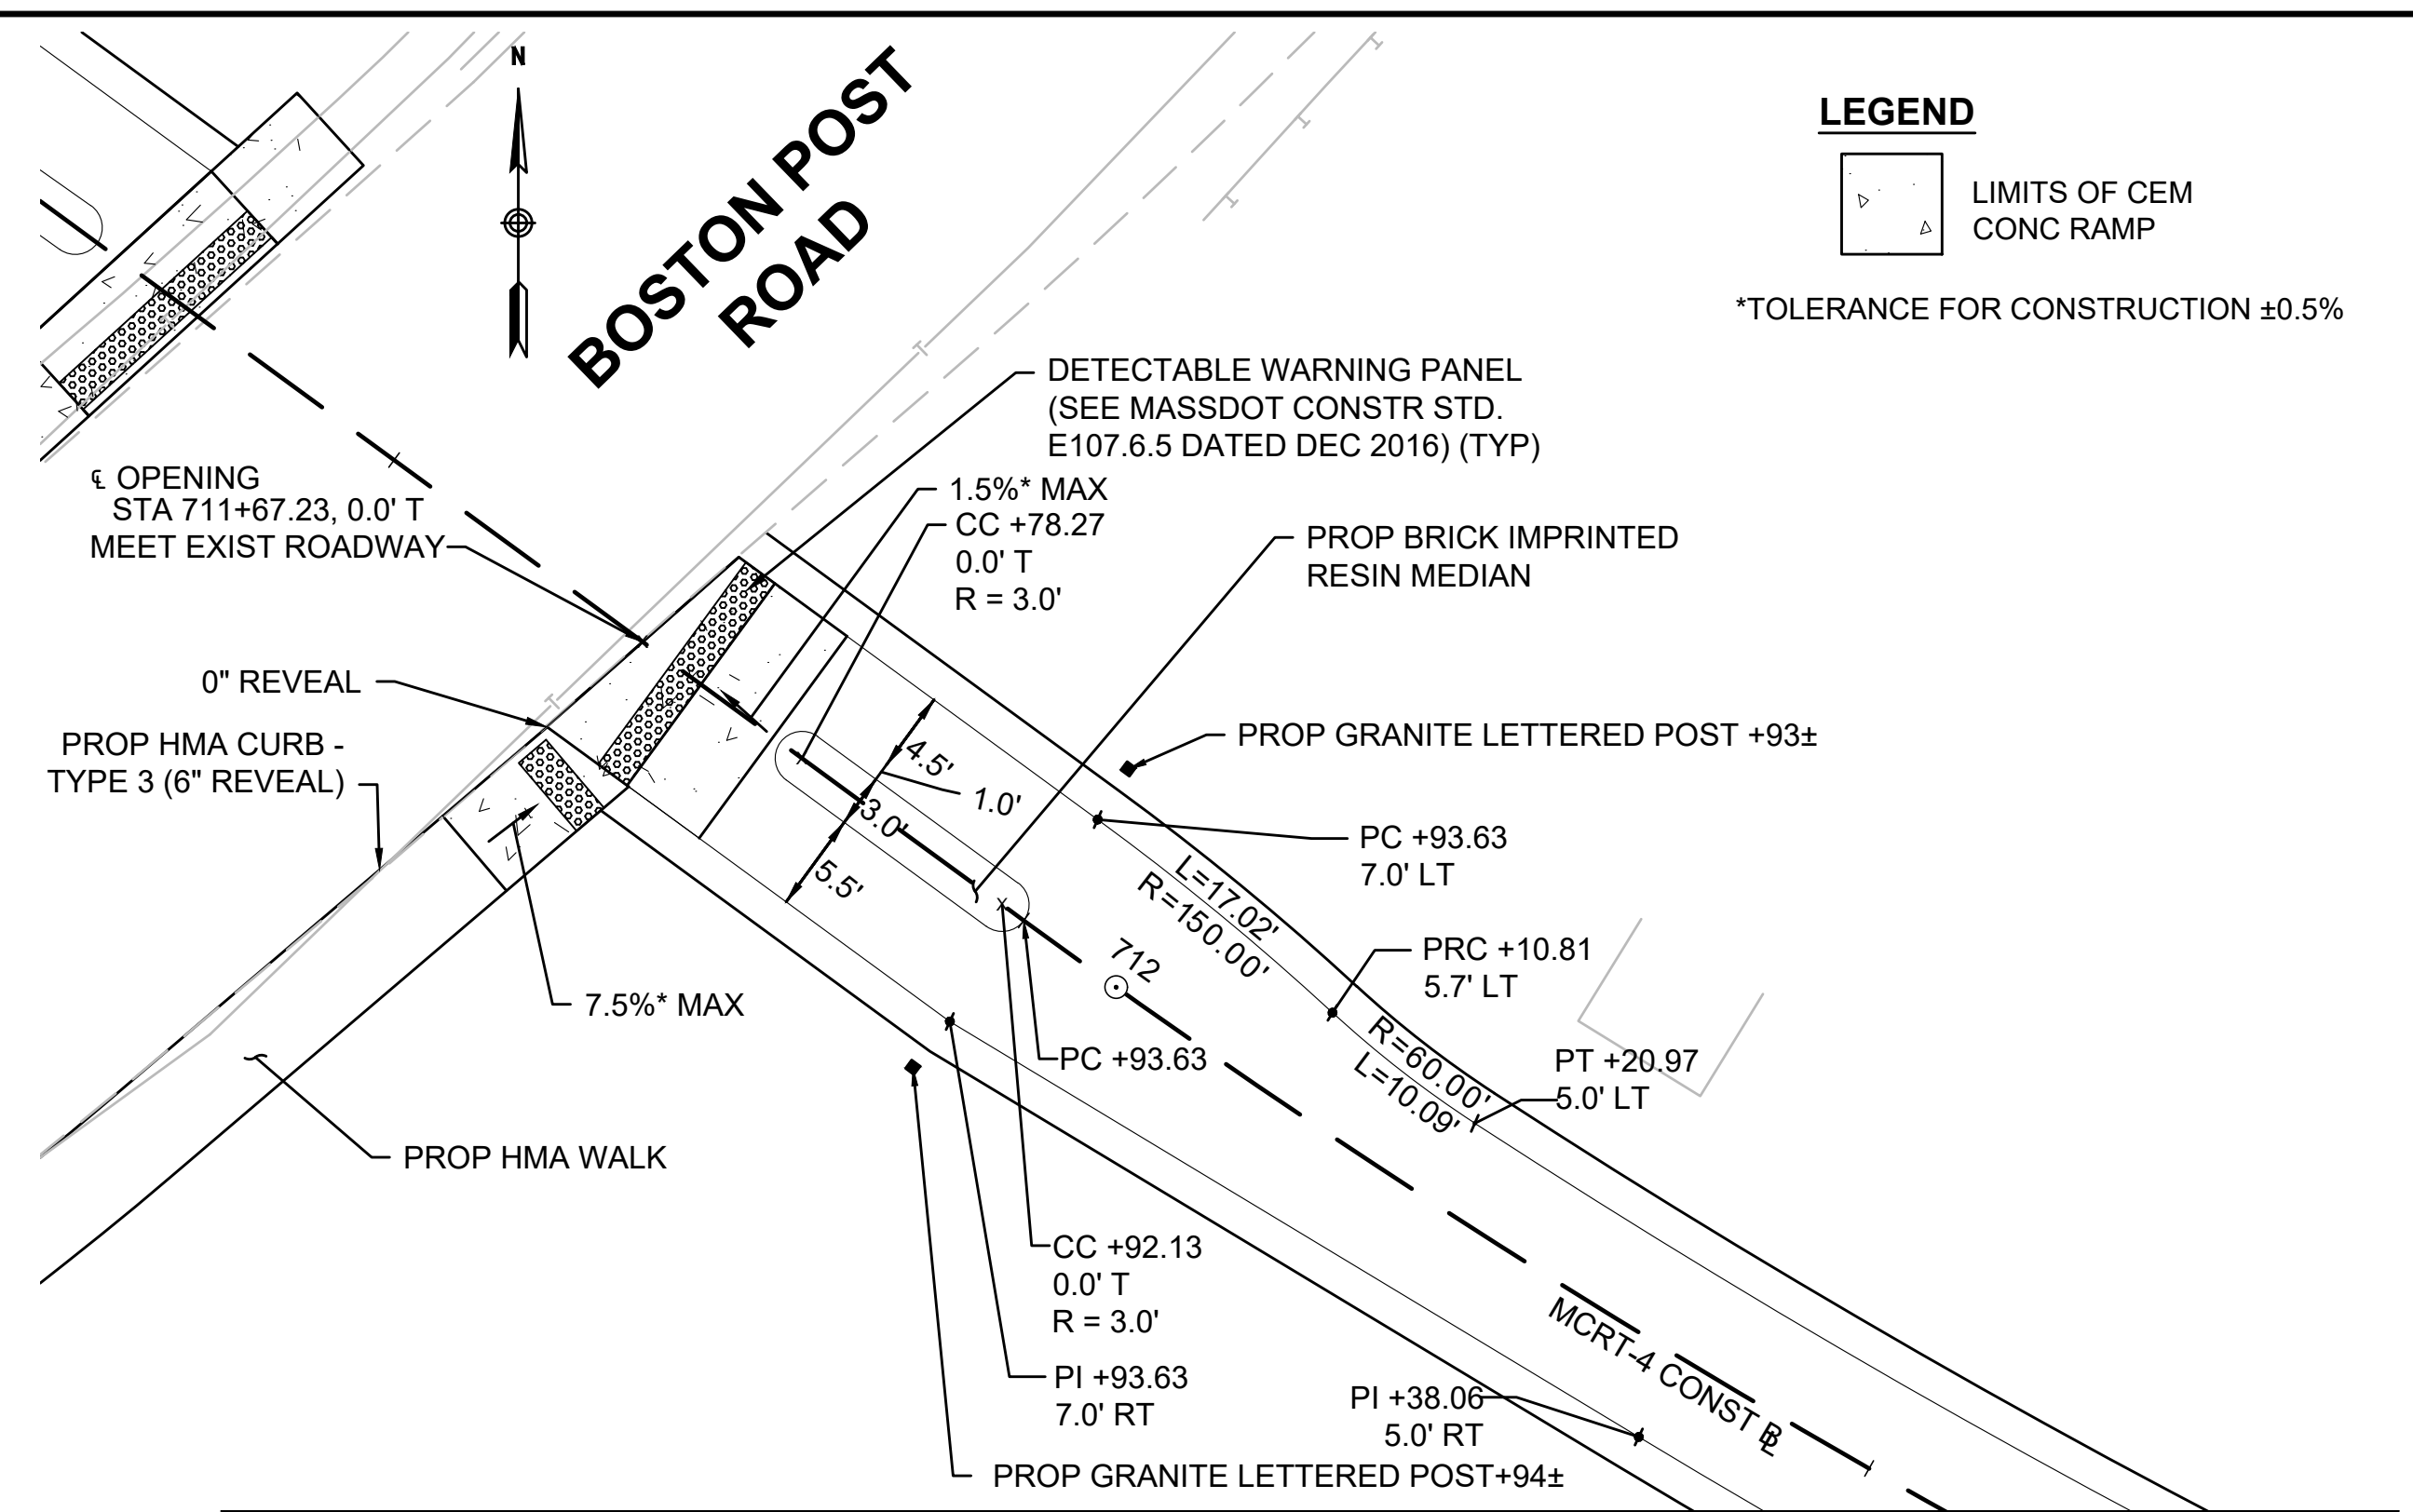 N
BOSTON POST
ROAD
LEGEND
LIMITS OF CEM
CONC RAMP
*TOLERANCE FOR CONSTRUCTION ±0.5%
DETECTABLE WARNING PANEL
(SEE MASSDOT CONSTR STD.
E107.6.5 DATED DEC 2016) (TYP)
℄ OPENING
STA 711+67.23, 0.0' T
MEET EXIST ROADWAY
1.5%* MAX
CC +78.27
0.0' T
R = 3.0'
PROP BRICK IMPRINTED
RESIN MEDIAN
0" REVEAL
PROP HMA CURB -
TYPE 3 (6" REVEAL)
PROP GRANITE LETTERED POST +93±
4.5'
1.0'
3.0'
5.5'
PC +93.63
7.0' LT
L=17.02'
R=150.00'
712
PRC +10.81
5.7' LT
7.5%* MAX
PC +93.63
R=60.00'
L=10.09'
PT +20.97
5.0' LT
PROP HMA WALK
CC +92.13
0.0' T
R = 3.0'
PI +93.63
7.0' RT
PI +38.06
5.0' RT
MCRT-4 CONST BL
PROP GRANITE LETTERED POST+94±